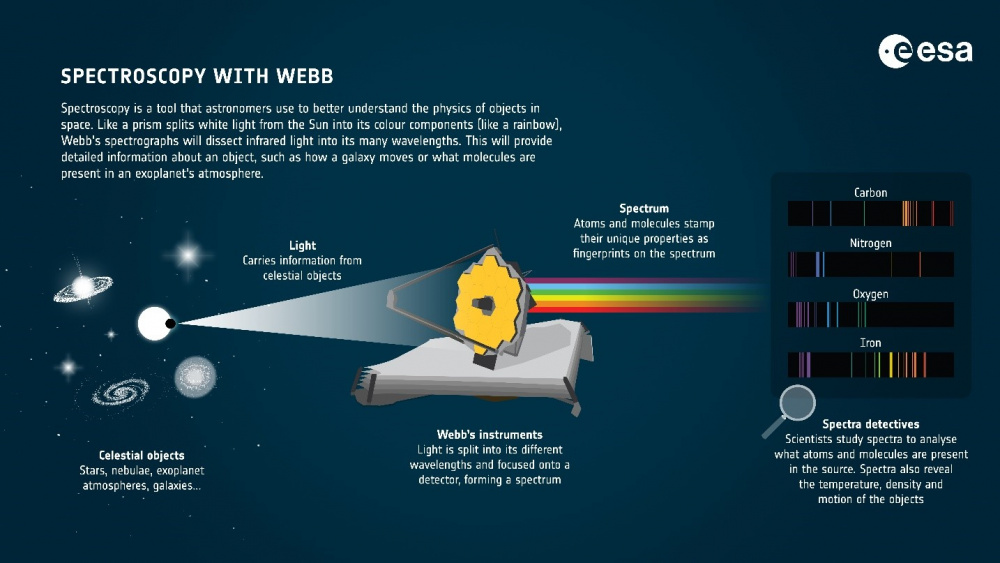 esa
SPECTROSCOPY WITH WEBB
Spectroscopy is a tool that astronomers use to better understand the physics of objects in
space. Like a prism splits white light from the Sun into its colour components (like a rainbow),
Webb's spectrographs will dissect infrared light into its many wavelengths. This will provide
detailed information about an object, such as how a galaxy moves or what molecules are
present in an exoplanet's atmosphere.
Light
Carries information from
celestial objects
Spectrum
Atoms and molecules stamp
their unique properties as
fingerprints on the spectrum
Carbon
Nitrogen
Oxygen
Iron
Celestial objects
Stars, nebulae, exoplanet
atmospheres, galaxies...
Webb's instruments
Light is split into its different
wavelengths and focused onto a
detector, forming a spectrum
Spectra detectives
Scientists study spectra to analyse
what atoms and molecules are present
in the source. Spectra also reveal
the temperature, density and
motion of the objects